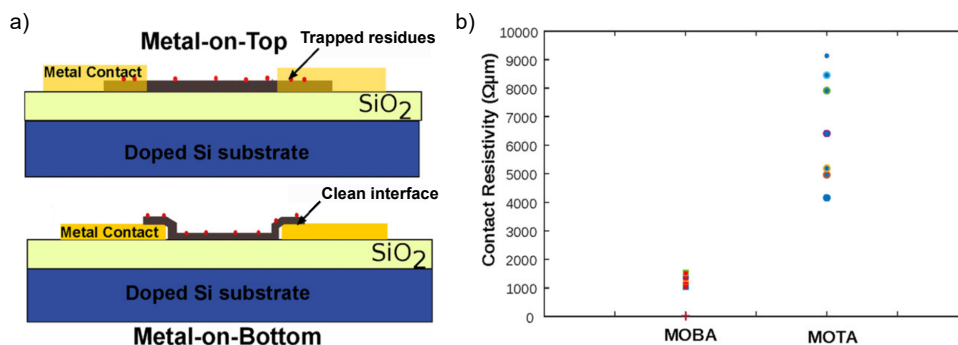 a)
Metal-on-Top
Trapped residues
Metal Contact
SiO2
Doped Si substrate
Clean interface
Metal Contact
SiO2
Doped Si substrate
Metal-on-Bottom
b)
Contact Resistivity (Ωμm)
10000
9000
8000
7000
6000
5000
4000
3000
2000
1000
0
MOBA
MOTA